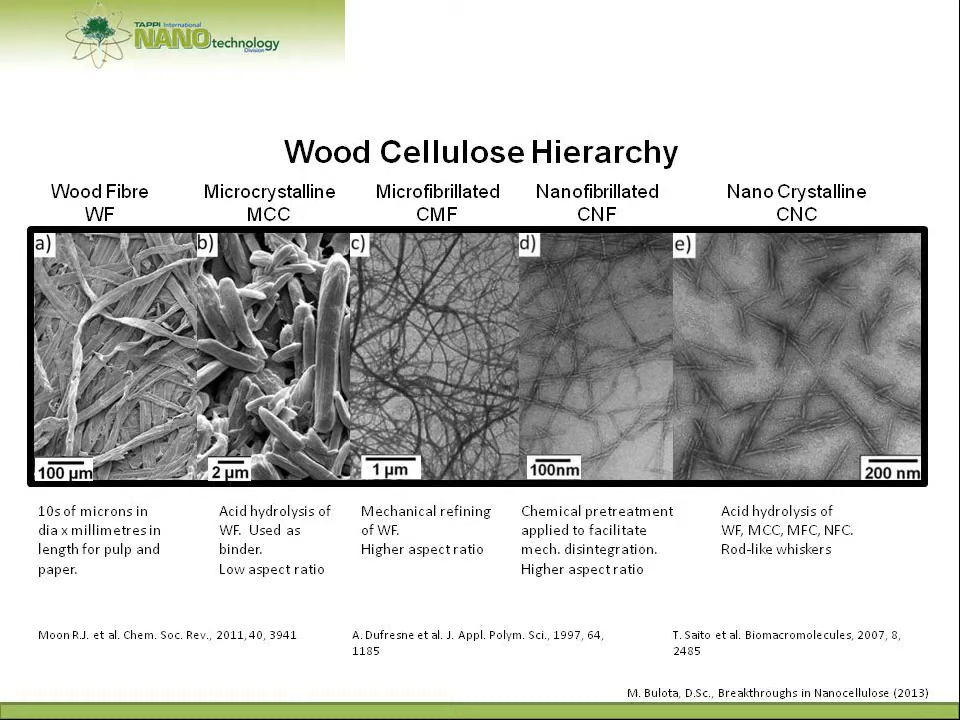 TAPPI International
NANOtechnology
Division
Wood Cellulose Hierarchy
Wood Fibre
WF
Microcrystalline
MCC
Microfibrillated
CMF
Nanofibrillated
CNF
Nano Crystalline
CNC
a)
b)
c)
d)
e)
100 µm
2 µm
1 µm
100nm
200 nm
10s of microns in
dia x millimetres in
length for pulp and
paper.
Acid hydrolysis of
WF. Used as
binder.
Low aspect ratio
Mechanical refining
of WF.
Higher aspect ratio
Chemical pretreatment
applied to facilitate
mech. disintegration.
Higher aspect ratio
Acid hydrolysis of
WF, MCC, MFC, NFC.
Rod-like whiskers
Moon R.J. et al. Chem. Soc. Rev., 2011, 40, 3941
A. Dufresne et al. J. Appl. Polym. Sci., 1997, 64,
1185
T. Saito et al. Biomacromolecules, 2007, 8,
2485
M. Bulota, D.Sc., Breakthroughs in Nanocellulose (2013)